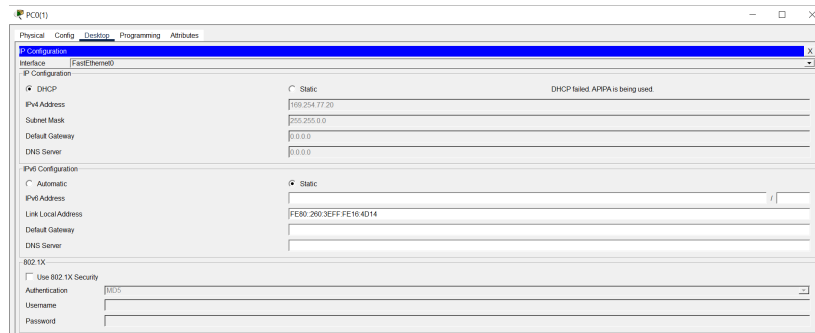 PC0(1)
Physical Config Desktop Programming Attributes
IP Configuration X
Interface FastEthernet0
IP Configuration
DHCP Static DHCP failed. APIPA is being used.
IPv4 Address 169.254.77.20
Subnet Mask 255.255.0.0
Default Gateway 0.0.0.0
DNS Server 0.0.0.0
IPv6 Configuration
Automatic Static
IPv6 Address /
Link Local Address FE80::260:3EFF:FE16:4D14
Default Gateway
DNS Server
802.1X
Use 802.1X Security
Authentication MD5
Username
Password